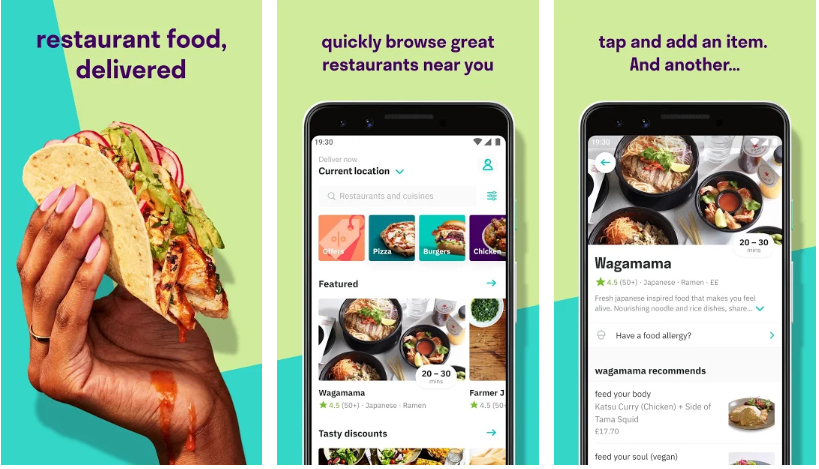 restaurant food,
delivered
quickly browse great
restaurants near you
19:30
Deliver now
Current location
Restaurants and cuisines
Offers
Pizza
Burgers
Chicken
Featured
20 – 30
mins
Wagamama
4.5 (50+) · Japanese · Ramen
Farmer J
4.5 (50
Tasty discounts
tap and add an item.
And another...
19:30
20 – 30
mins
Wagamama
4.5 (50+) · Japanese · Ramen · ££
Fresh japanese inspired food that makes you feel
alive. Nourishing noodle and rice dishes, share...
Have a food allergy?
wagamama recommends
feed your body
Katsu Curry (Chicken) + Side of
Tama Squid
£17.70
feed your soul (vegan)